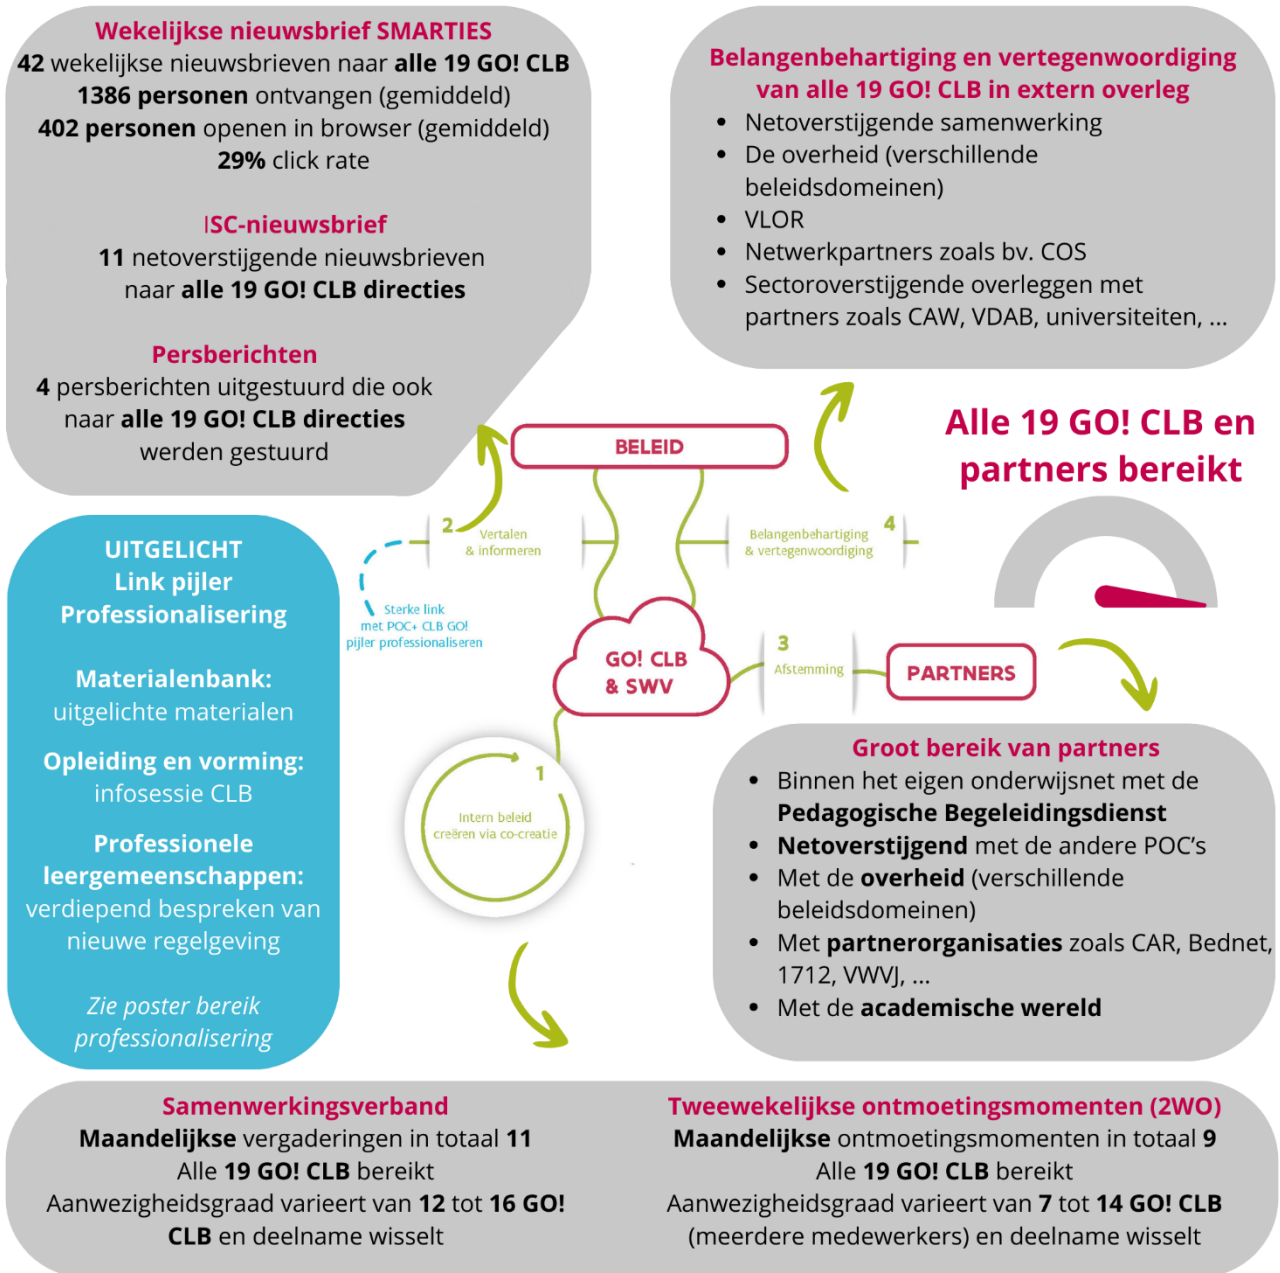 Wekelijkse nieuwsbrief SMARTIES
42 wekelijkse nieuwsbrieven naar alle 19 GO! CLB
1386 personen ontvangen (gemiddeld)
402 personen openen in browser (gemiddeld)
29% click rate
ISC-nieuwsbrief
11 netoverstijgende nieuwsbrieven
naar alle 19 GO! CLB directies
Persberichten
4 persberichten uitgestuurd die ook
naar alle 19 GO! CLB directies
werden gestuurd
Belangenbehartiging en vertegenwoordiging
van alle 19 GO! CLB in extern overleg
• Netoverstijgende samenwerking
• De overheid (verschillende
beleidsdomeinen)
• VLOR
• Netwerkpartners zoals bv. COS
• Sectoroverstijgende overleggen met
partners zoals CAW, VDAB, universiteiten, ...
Alle 19 GO! CLB en
partners bereikt
BELEID
2
Vertalen
& informeren
Belangenbehartiging
& vertegenwoordiging
4
Sterke link
met POC+ CLB GO!
pijler professionaliseren
GO! CLB
& SWV
3
Afstemming
PARTNERS
1
Intern beleid
creëren via co-creatie
UITGELICHT
Link pijler
Professionalisering
Materialenbank:
uitgelichte materialen
Opleiding en vorming:
infosessie CLB
Professionele
leergemeenschappen:
verdiepend bespreken van
nieuwe regelgeving
Zie poster bereik
professionalisering
Groot bereik van partners
• Binnen het eigen onderwijsnet met de
Pedagogische Begeleidingsdienst
• Netoverstijgend met de andere POC's
• Met de overheid (verschillende
beleidsdomeinen)
• Met partnerorganisaties zoals CAR, Bednet,
1712, VWVJ, ...
• Met de academische wereld
Samenwerkingsverband
Maandelijkse vergaderingen in totaal 11
Alle 19 GO! CLB bereikt
Aanwezigheidsgraad varieert van 12 tot 16 GO!
CLB en deelname wisselt
Tweewekelijkse ontmoetingsmomenten (2WO)
Maandelijkse ontmoetingsmomenten in totaal 9
Alle 19 GO! CLB bereikt
Aanwezigheidsgraad varieert van 7 tot 14 GO! CLB
(meerdere medewerkers) en deelname wisselt